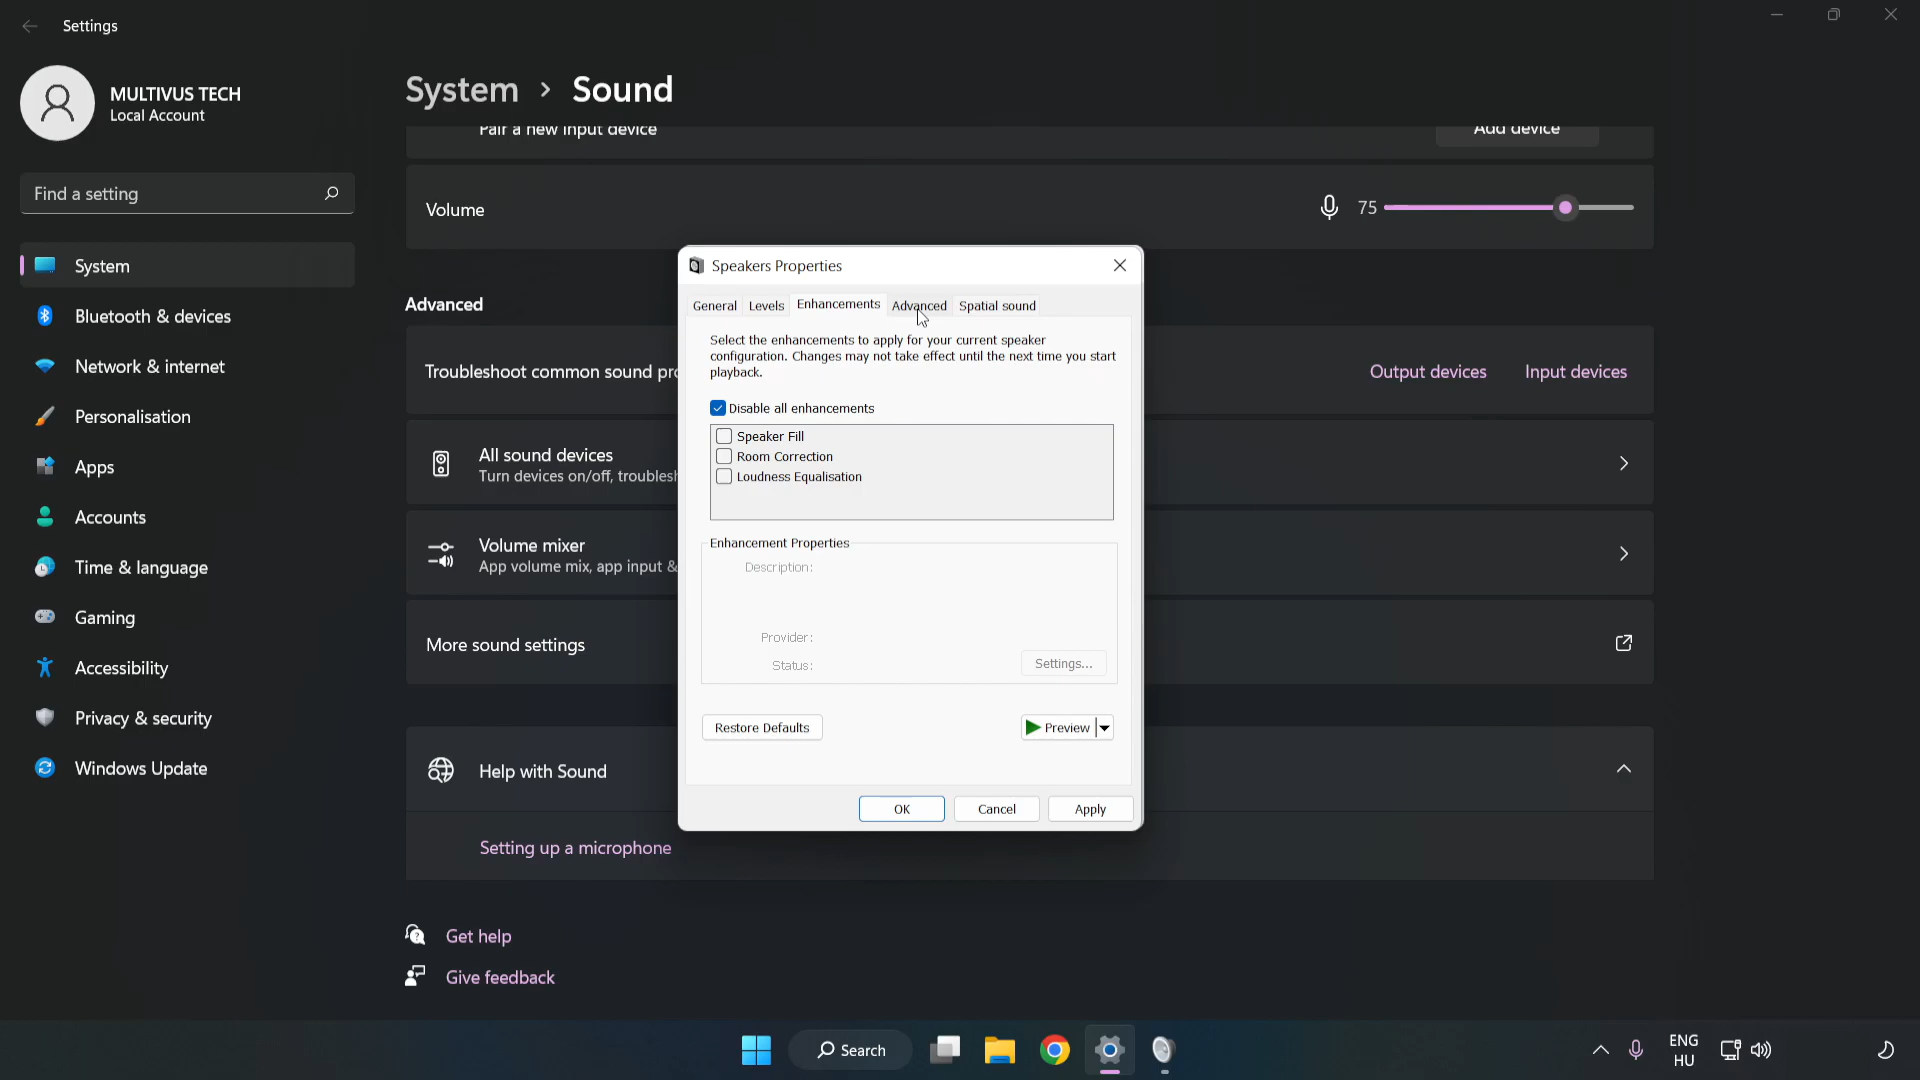 Settings
MULTIVUS TECH
Local Account
Find a setting
System
Bluetooth & devices
Network & internet
Personalisation
Apps
Accounts
Time & language
Gaming
Accessibility
Privacy & security
Windows Update
System > Sound
Pair a new input device
Add device
Volume
75
Advanced
Troubleshoot common sound pro
Output devices
Input devices
All sound devices
Turn devices on/off, troublesh
Volume mixer
App volume mix, app input &
More sound settings
Help with Sound
Setting up a microphone
Get help
Give feedback
Speakers Properties
General
Levels
Enhancements
Advanced
Spatial sound
Select the enhancements to apply for your current speaker
configuration. Changes may not take effect until the next time you start
playback.
Disable all enhancements
Speaker Fill
Room Correction
Loudness Equalisation
Enhancement Properties
Description:
Provider:
Status:
Settings...
Restore Defaults
Preview
OK
Cancel
Apply
Search
ENG
HU